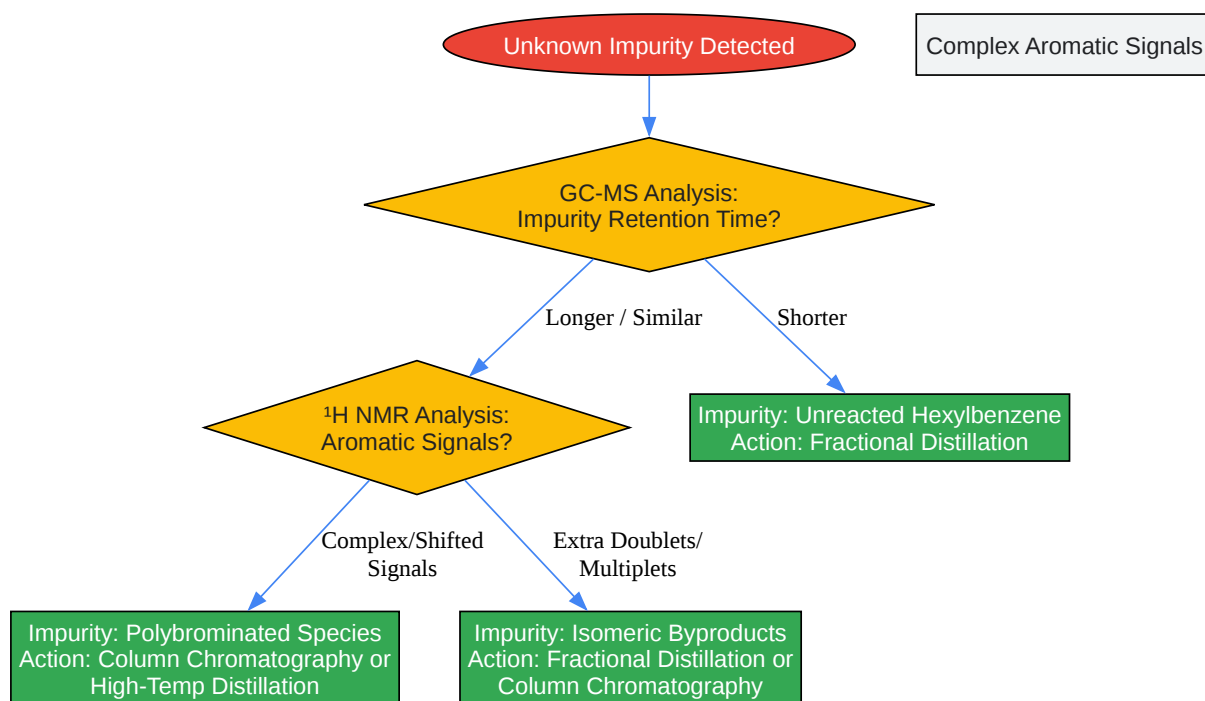 Unknown Impurity Detected
Complex Aromatic Signals
GC-MS Analysis:
Impurity Retention Time?
Longer / Similar
Shorter
¹H NMR Analysis:
Aromatic Signals?
Impurity: Unreacted Hexylbenzene
Action: Fractional Distillation
Complex/Shifted
Signals
Extra Doublets/
Multiplets
Impurity: Polybrominated Species
Action: Column Chromatography or
High-Temp Distillation
Impurity: Isomeric Byproducts
Action: Fractional Distillation or
Column Chromatography